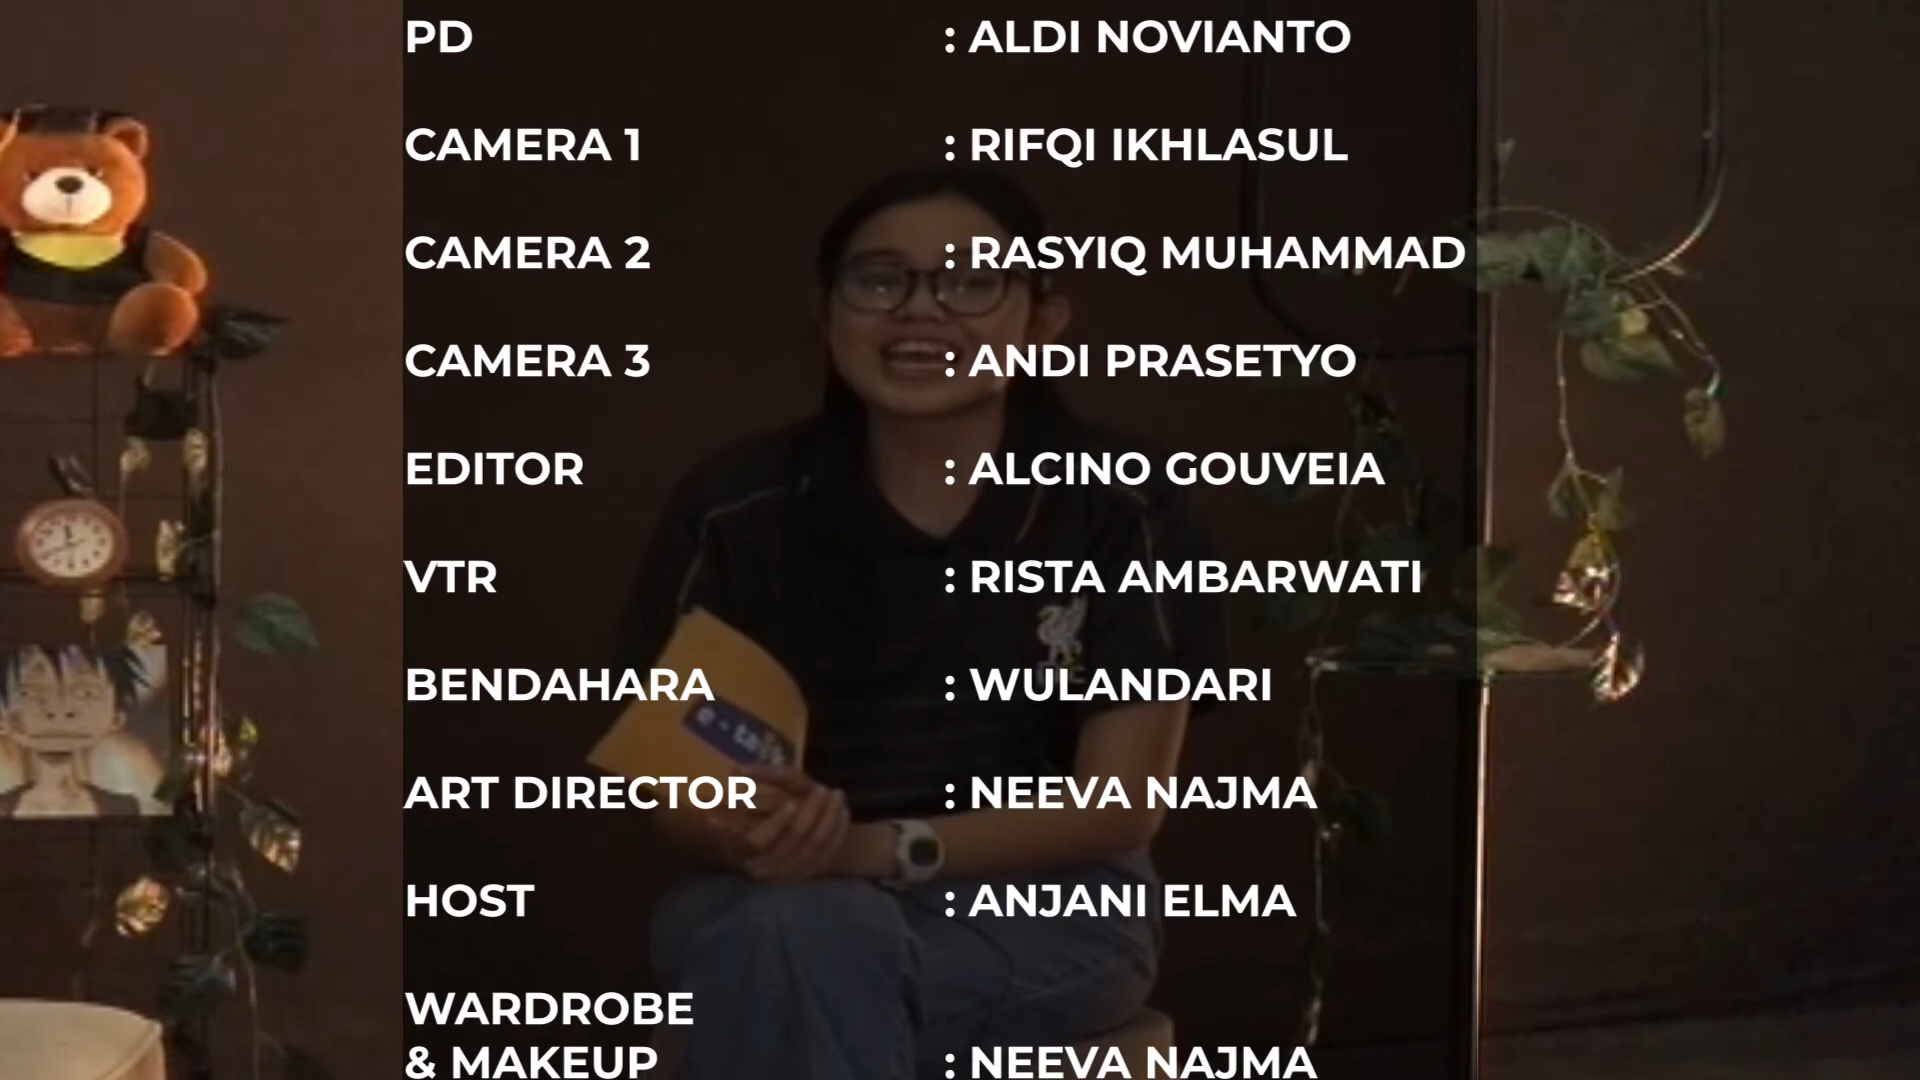 PD : ALDI NOVIANTO
CAMERA 1 : RIFQI IKHLASUL
CAMERA 2 : RASYIQ MUHAMMAD
CAMERA 3 : ANDI PRASETYO
EDITOR : ALCINO GOUVEIA
VTR : RISTA AMBARWATI
BENDAHARA : WULANDARI
e-talk
ART DIRECTOR : NEEVA NAJMA
HOST : ANJANI ELMA
WARDROBE
& MAKEUP : NEEVA NAJMA